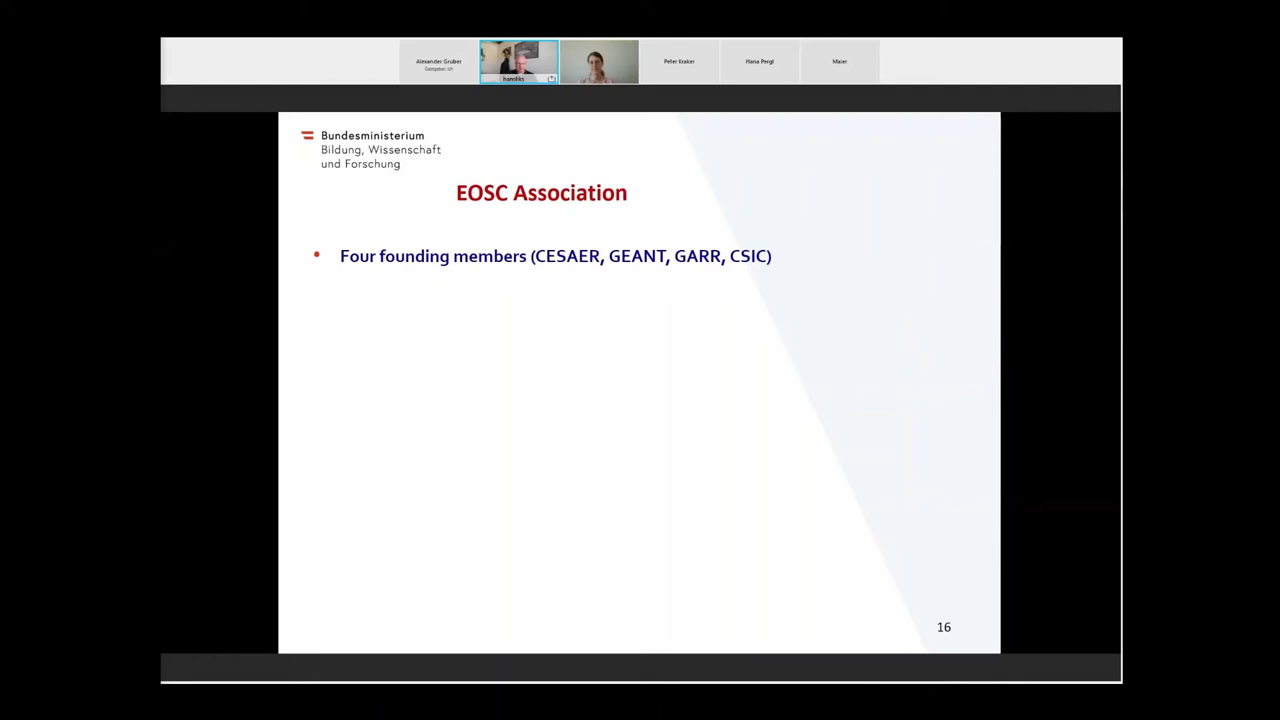 Alexander Gruber
Peter Kraker
Hana Pergl
Maier
Bundesministerium
Bildung, Wissenschaft
und Forschung
EOSC Association
• Four founding members (CESAER, GEANT, GARR, CSIC)
16